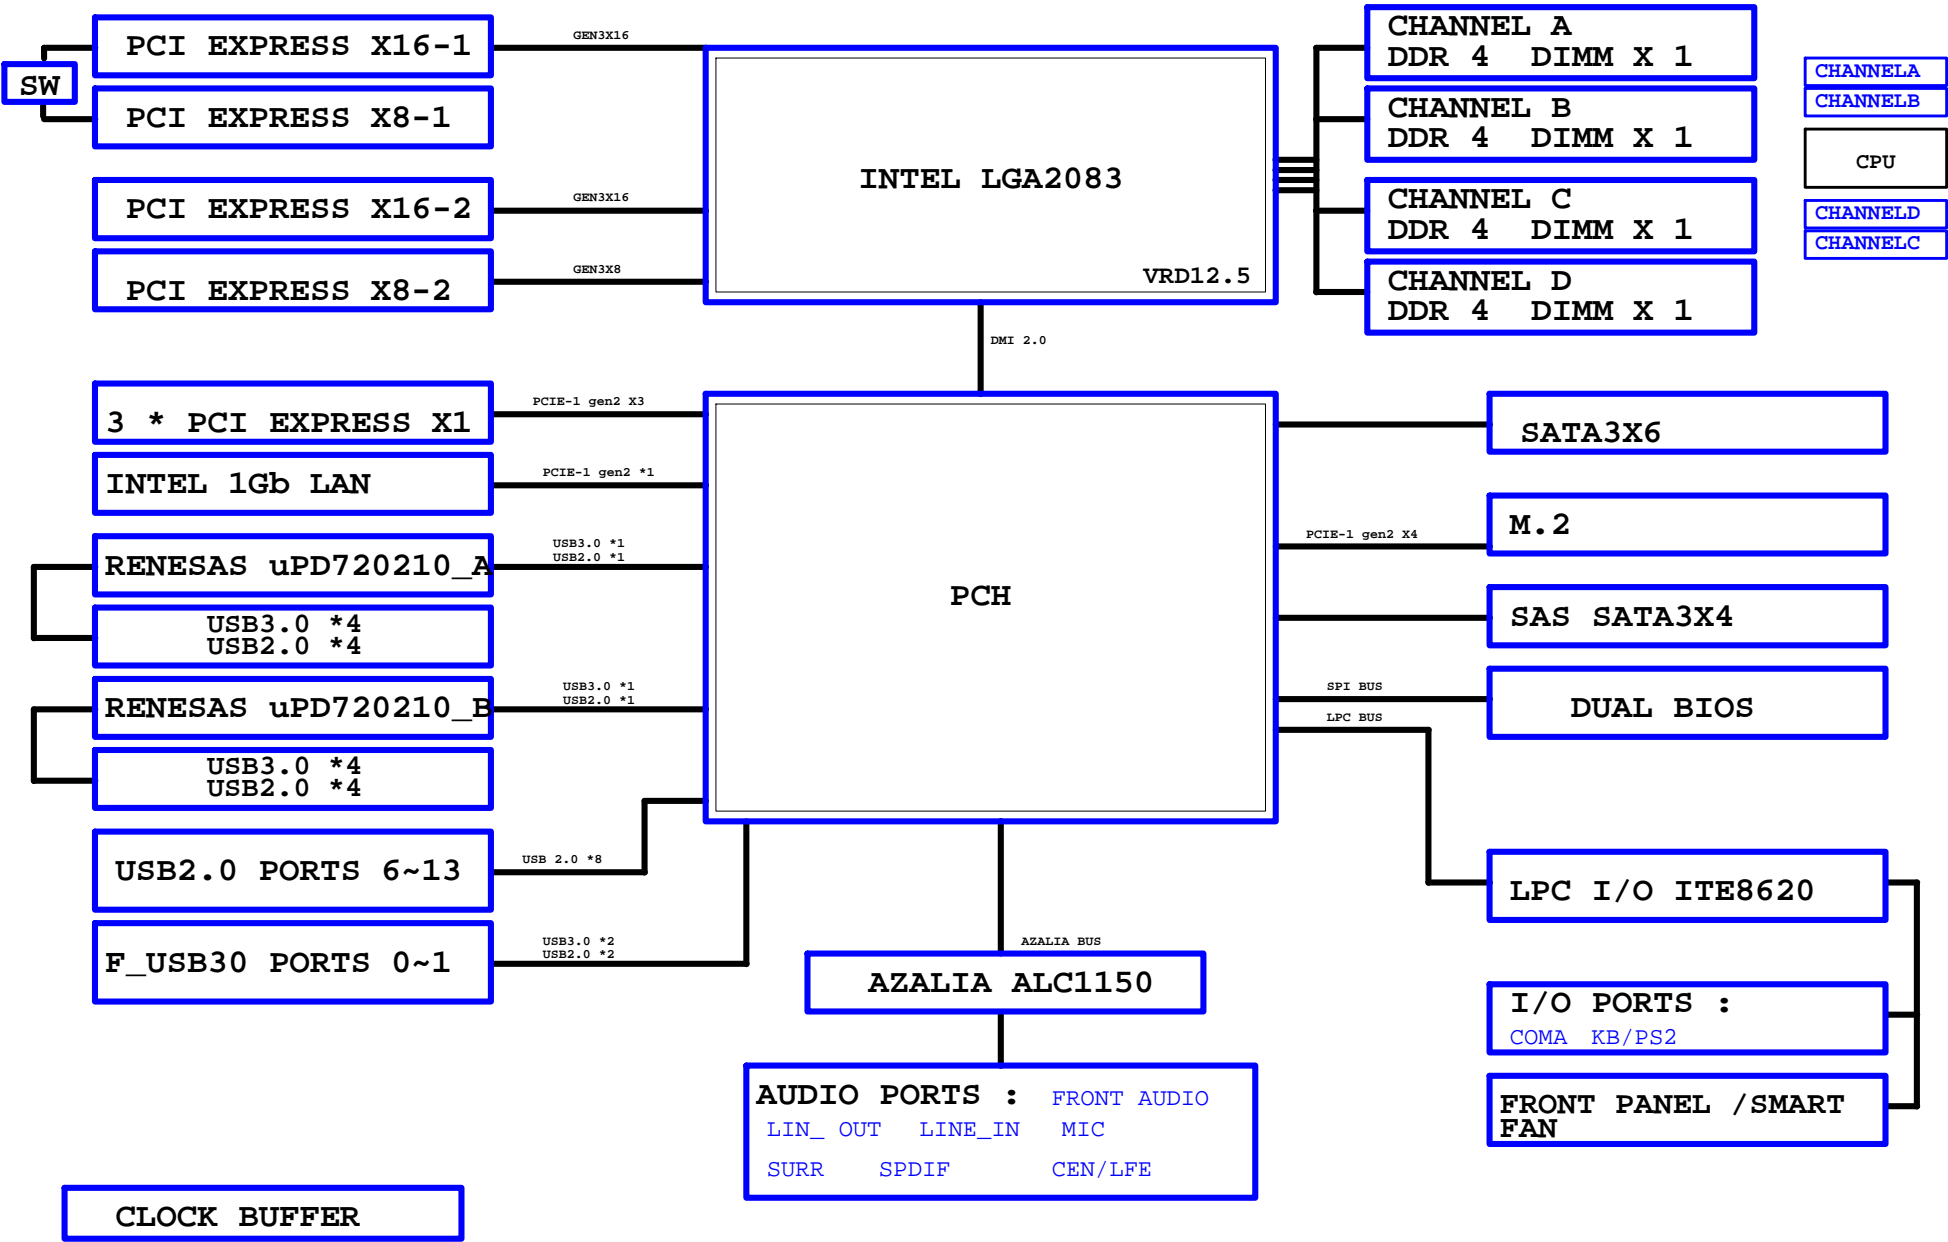 PCI EXPRESS X16-1
GEN3X16
SW
PCI EXPRESS X8-1
PCI EXPRESS X16-2
GEN3X16
PCI EXPRESS X8-2
GEN3X8
INTEL LGA2083
VRD12.5
CHANNEL A
DDR 4 DIMM X 1
CHANNEL B
DDR 4 DIMM X 1
CHANNEL C
DDR 4 DIMM X 1
CHANNEL D
DDR 4 DIMM X 1
CHANNELA
CHANNELB
CPU
CHANNELD
CHANNELC
DMI 2.0
3 * PCI EXPRESS X1
PCIE-1 gen2 X3
INTEL 1Gb LAN
PCIE-1 gen2 *1
RENESAS uPD720210_A
USB3.0 *1
USB2.0 *1
USB3.0 *4
USB2.0 *4
RENESAS uPD720210_B
USB3.0 *1
USB2.0 *1
USB3.0 *4
USB2.0 *4
USB2.0 PORTS 6~13
USB 2.0 *8
F_USB30 PORTS 0~1
USB3.0 *2
USB2.0 *2
PCH
SATA3X6
PCIE-1 gen2 X4
M.2
SAS SATA3X4
SPI BUS
DUAL BIOS
LPC BUS
LPC I/O ITE8620
I/O PORTS :
COMA KB/PS2
FRONT PANEL /SMART
FAN
AZALIA BUS
AZALIA ALC1150
AUDIO PORTS : FRONT AUDIO
LIN_ OUT LINE_IN MIC
SURR SPDIF CEN/LFE
CLOCK BUFFER